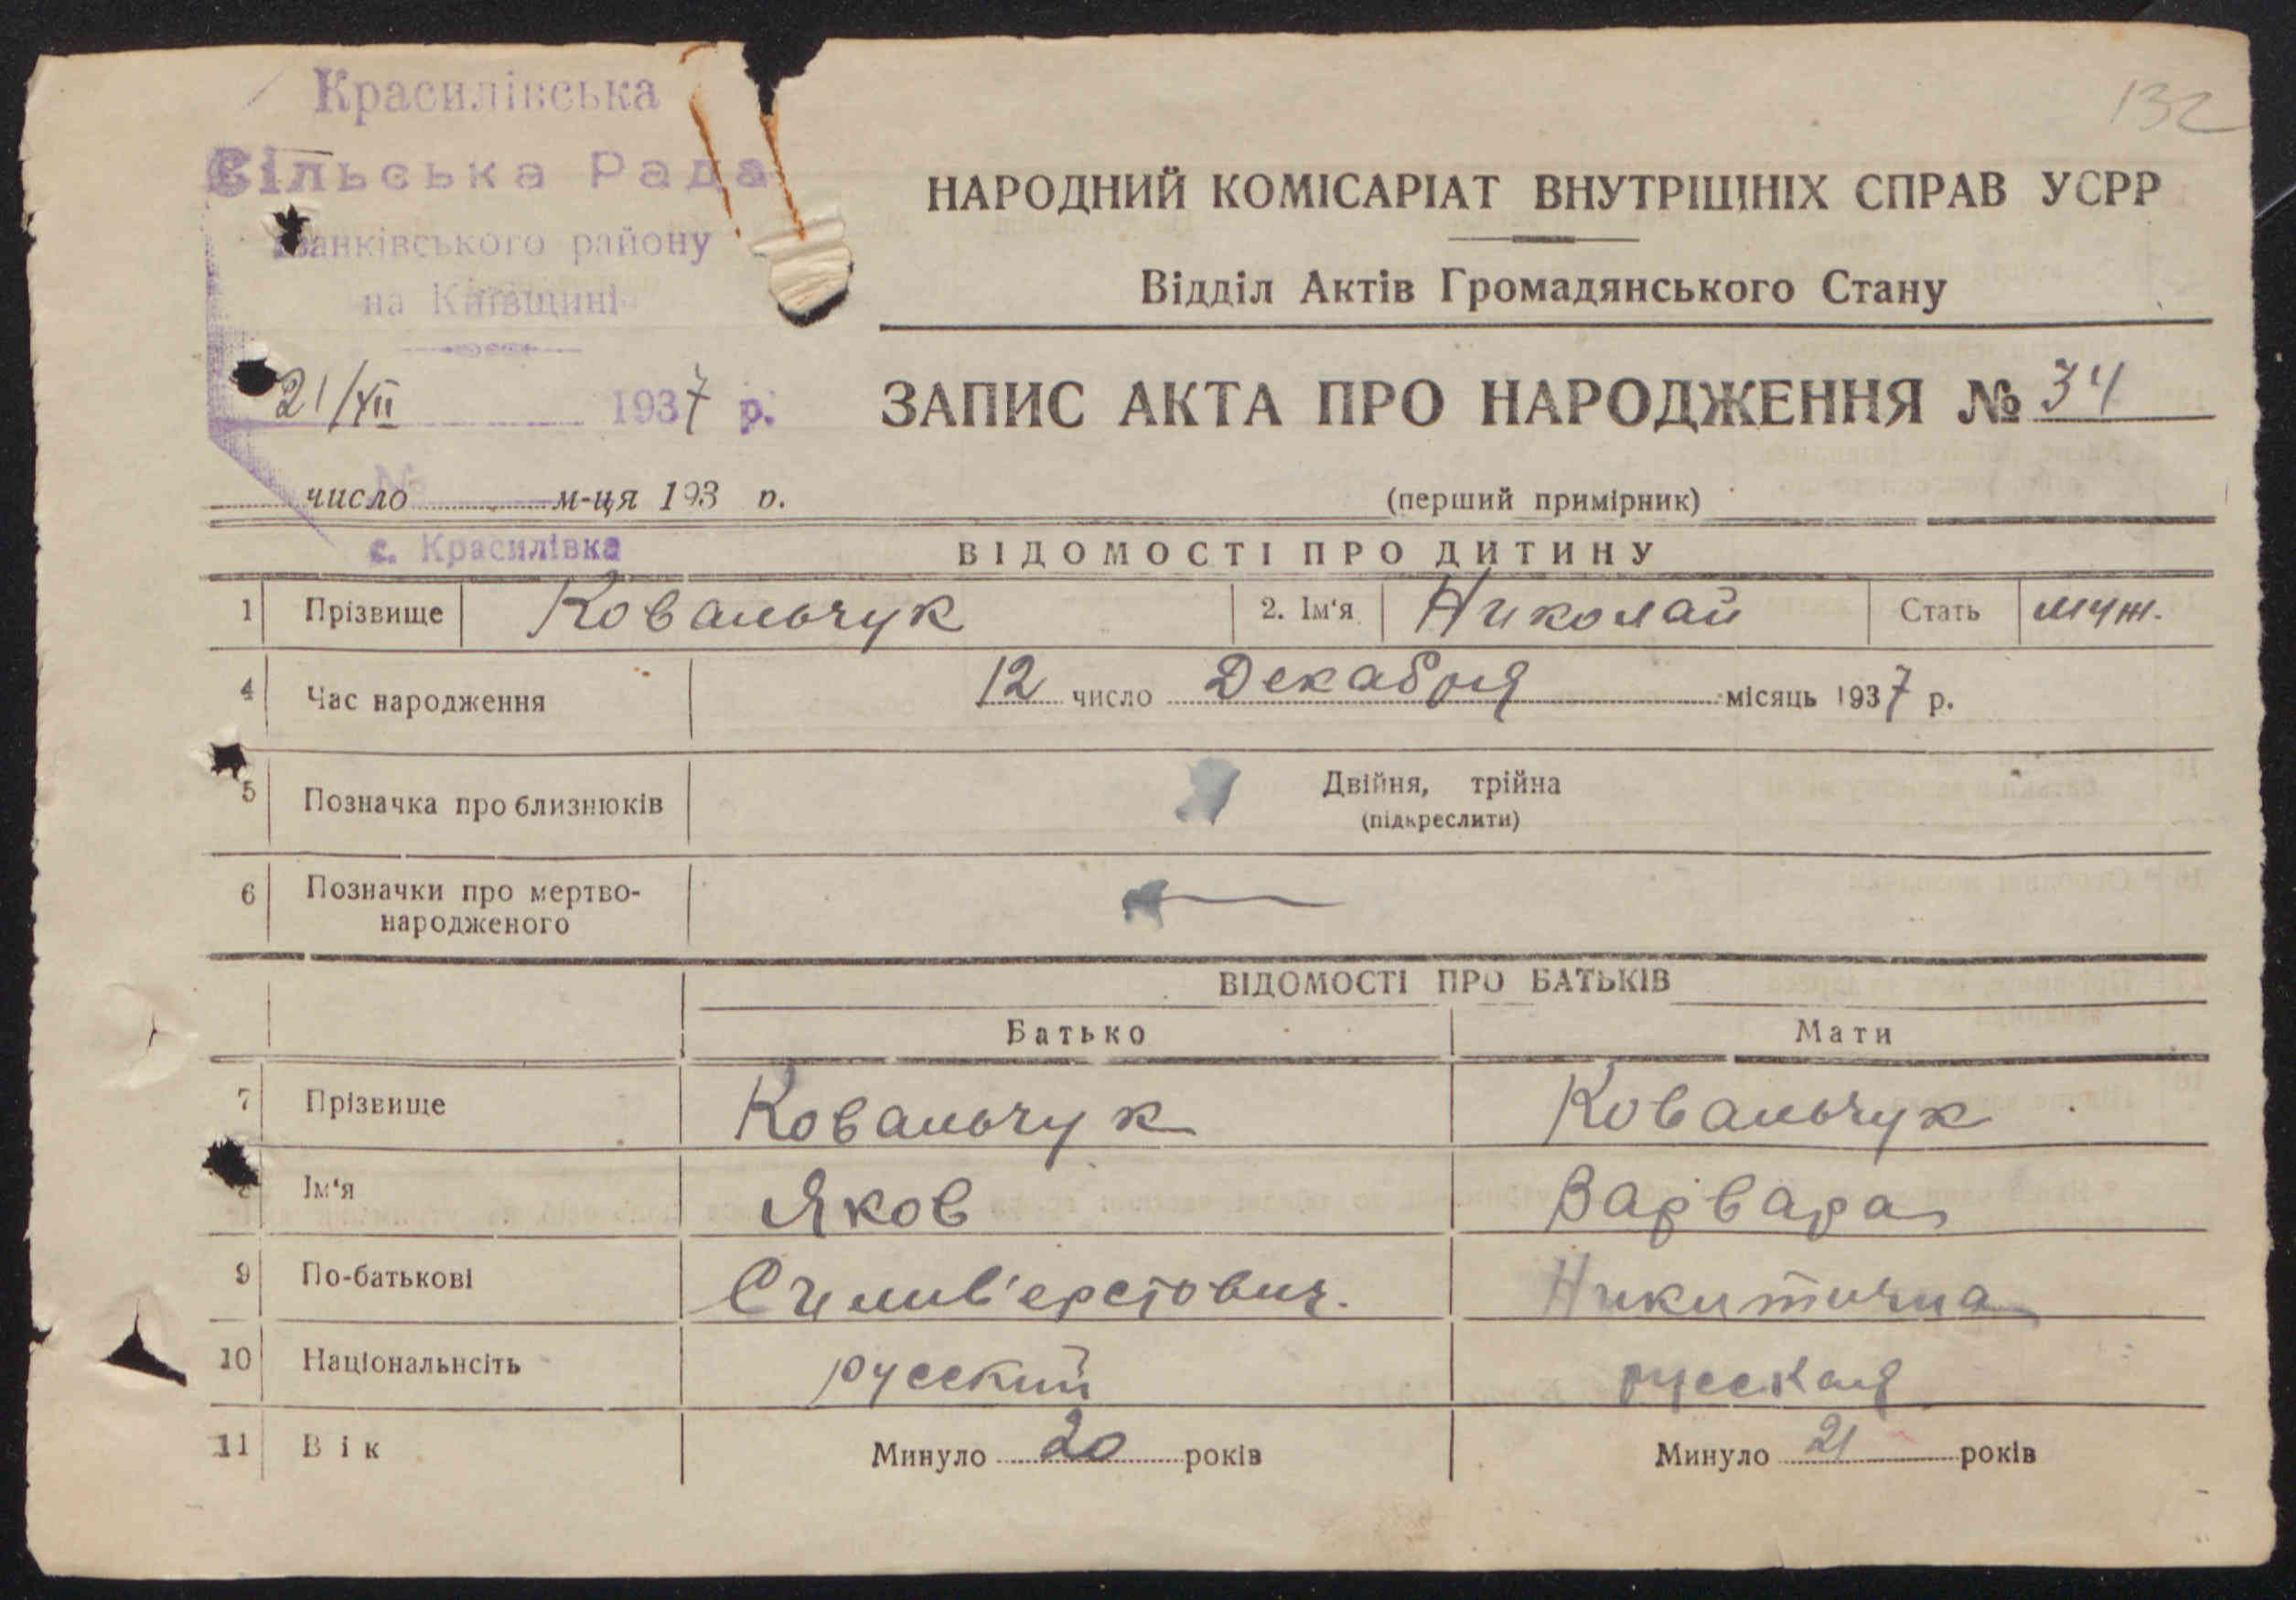 132
Красилівська
Сільська Рада
Іванківського району
на Київщині
НАРОДНИЙ КОМІСАРІАТ ВНУТРІШНІХ СПРАВ УСРР
Відділ Актів Громадянського Стану
21/XII 1937 р.
ЗАПИС АКТА ПРО НАРОДЖЕННЯ № 34
№
число м-ця 193 р.
(перший примірник)
с. Красилівка
ВІДОМОСТІ ПРО ДИТИНУ
1 Прізвище Ковальчук 2. Ім'я Николай Стать муж.
4 Час народження 12 число Декабря місяць 1937 р.
5 Позначка про близнюків Двійня, трійна
(підкреслити)
6 Позначки про мертво-
народженого
ВІДОМОСТІ ПРО БАТЬКІВ
Батько Мати
7 Прізвище Ковальчук Ковальчук
8 Ім'я Яков Варвара
9 По-батькові Силив'ерстович. Никитична
10 Національнсіть русский русская
11 Вік Минуло 20 років Минуло 21 років